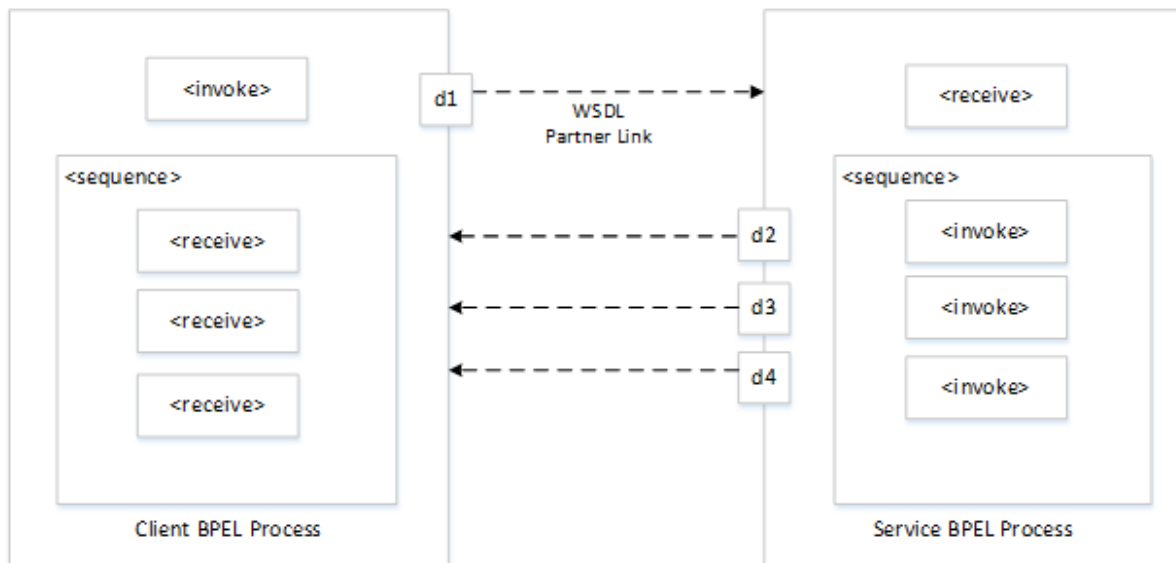 <invoke>
d1
WSDL
Partner Link
<receive>
<sequence>
<receive>
<receive>
<receive>
Client BPEL Process
d2
d3
d4
<sequence>
<invoke>
<invoke>
<invoke>
Service BPEL Process